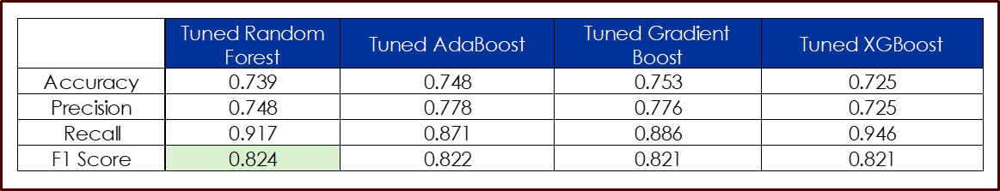 Tuned Random Forest Tuned AdaBoost Tuned Gradient Boost Tuned XGBoost
Accuracy 0.739 0.748 0.753 0.725
Precision 0.748 0.778 0.776 0.725
Recall 0.917 0.871 0.886 0.946
F1 Score 0.824 0.822 0.821 0.821